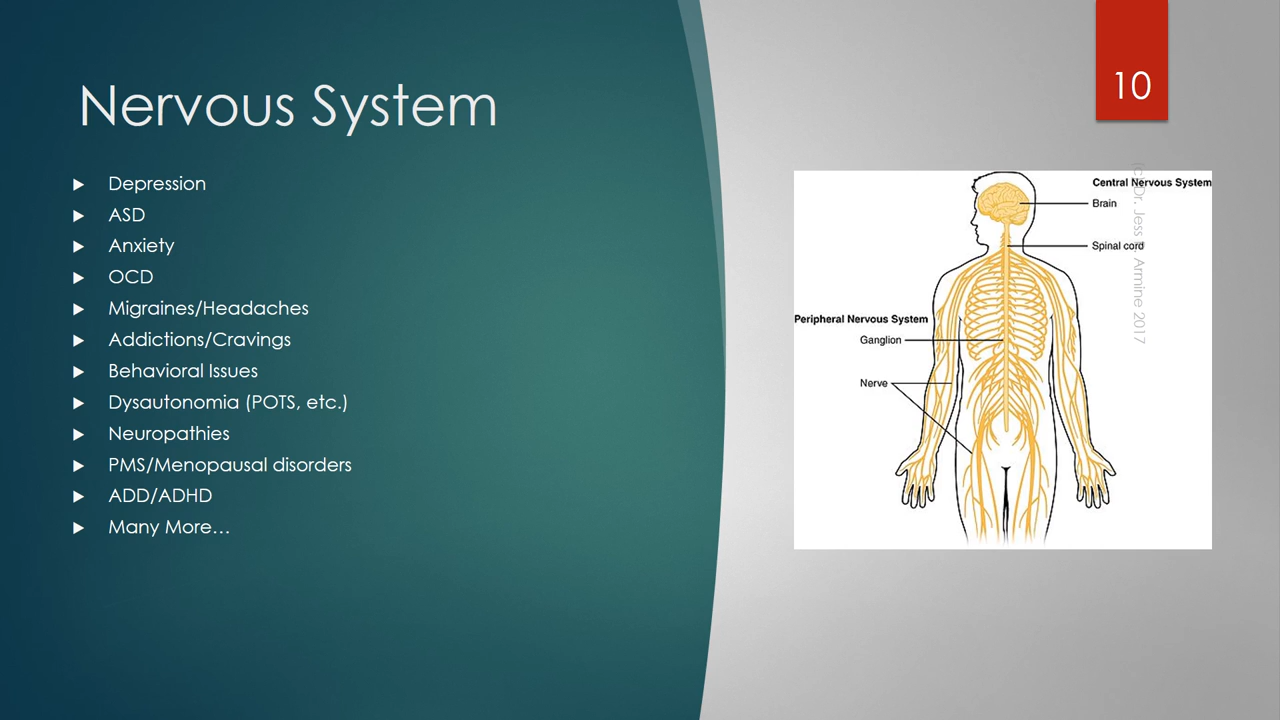 Nervous System
10
Depression
ASD
Anxiety
OCD
Migraines/Headaches
Addictions/Cravings
Behavioral Issues
Dysautonomia (POTS, etc.)
Neuropathies
PMS/Menopausal disorders
ADD/ADHD
Many More...
Central Nervous System
Brain
Spinal cord
Peripheral Nervous System
Ganglion
Nerve
(c) Dr. Jess Armine 2017